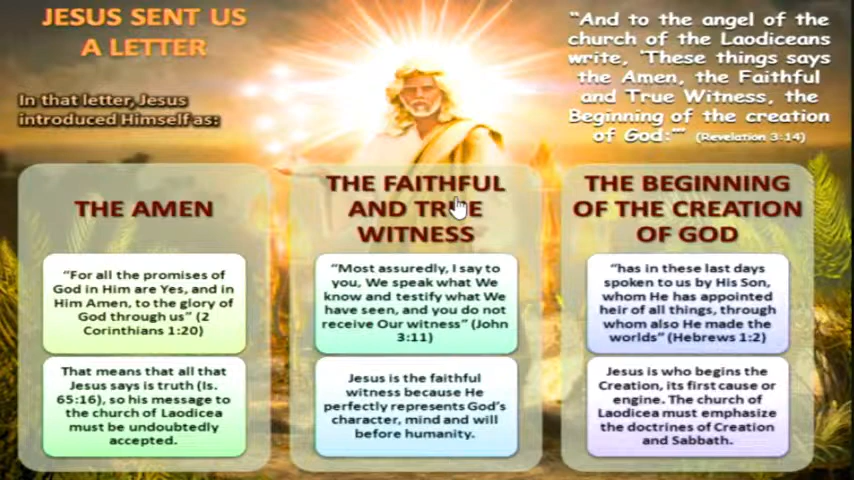 JESUS SENT US
A LETTER
In that letter, Jesus
introduced Himself as:
“And to the angel of the
church of the Laodiceans
write, ‘These things says
the Amen, the Faithful
and True Witness, the
Beginning of the creation
of God:’” (Revelation 3:14)
THE AMEN
“For all the promises of
God in Him are Yes, and in
Him Amen, to the glory of
God through us” (2
Corinthians 1:20)
That means that all that
Jesus says is truth (Is.
65:16), so his message to
the church of Laodicea
must be undoubtedly
accepted.
THE FAITHFUL
AND TRUE
WITNESS
“Most assuredly, I say to
you, We speak what We
know and testify what We
have seen, and you do not
receive Our witness” (John
3:11)
Jesus is the faithful
witness because He
perfectly represents God’s
character, mind and will
before humanity.
THE BEGINNING
OF THE CREATION
OF GOD
“has in these last days
spoken to us by His Son,
whom He has appointed
heir of all things, through
whom also He made the
worlds” (Hebrews 1:2)
Jesus is who begins the
Creation, its first cause or
engine. The church of
Laodicea must emphasize
the doctrines of Creation
and Sabbath.